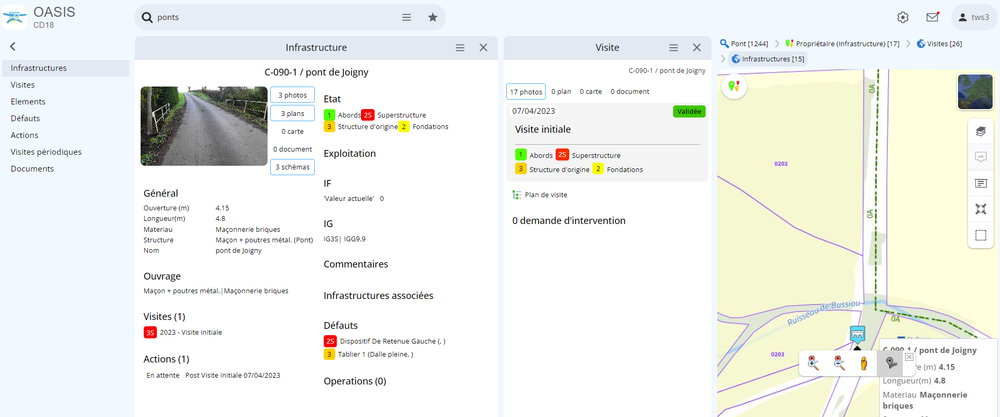 OASIS
CD18
ponts
tws3
Infrastructures
Visites
Elements
Défauts
Actions
Visites périodiques
Documents
Infrastructure
C-090-1 / pont de Joigny
3 photos
3 plans
0 carte
0 document
3 schémas
Général
Ouverture (m) 4.15
Longueur(m) 4.8
Materiau Maçonnerie briques
Structure Maçon + poutres métal. (Pont)
Nom pont de Joigny
Ouvrage
Maçon + poutres métal.|Maçonnerie briques
Visites (1)
3S 2023 - Visite initiale
Actions (1)
En attente Post Visite initiale 07/04/2023
Etat
1 Abords 2S Superstructure
3 Structure d'origine 2 Fondations
Exploitation
IF
'Valeur actuelle' 0
IG
IG3S| IGG9.9
Commentaires
Infrastructures associées
Défauts
2S Dispositif De Retenue Gauche (, )
3 Tablier 1 (Dalle pleine, )
Operations (0)
Visite
C-090-1 / pont de Joigny
17 photos 0 plan 0 carte 0 document
07/04/2023 Validée
Visite initiale
1 Abords 2S Superstructure
3 Structure d'origine 2 Fondations
Plan de visite
0 demande d'intervention
Pont [1244] Propriétaire (Infrastructure) [17] Visites [26]
Infrastructures [15]
0A
0202
0A
Ruisseau de Bussiou
0A
0203
C-090-1 / pont de Joigny
re (m) 4.15
Longueur(m) 4.8
Materiau Maçonnerie
briques